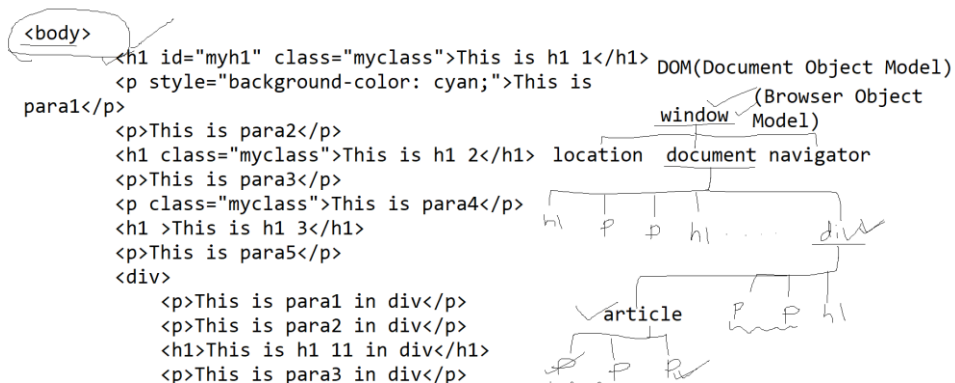 <body>
<h1 id="myh1" class="myclass">This is h1 1</h1>
<p style="background-color: cyan;">This is
para1</p>
<p>This is para2</p>
<h1 class="myclass">This is h1 2</h1>
<p>This is para3</p>
<p class="myclass">This is para4</p>
<h1 >This is h1 3</h1>
<p>This is para5</p>
<div>
<p>This is para1 in div</p>
<p>This is para2 in div</p>
<h1>This is h1 11 in div</h1>
<p>This is para3 in div</p>
DOM(Document Object Model)
(Browser Object
window Model)
location document navigator
h1 p p h1 ..... div
article p p h1
p p p